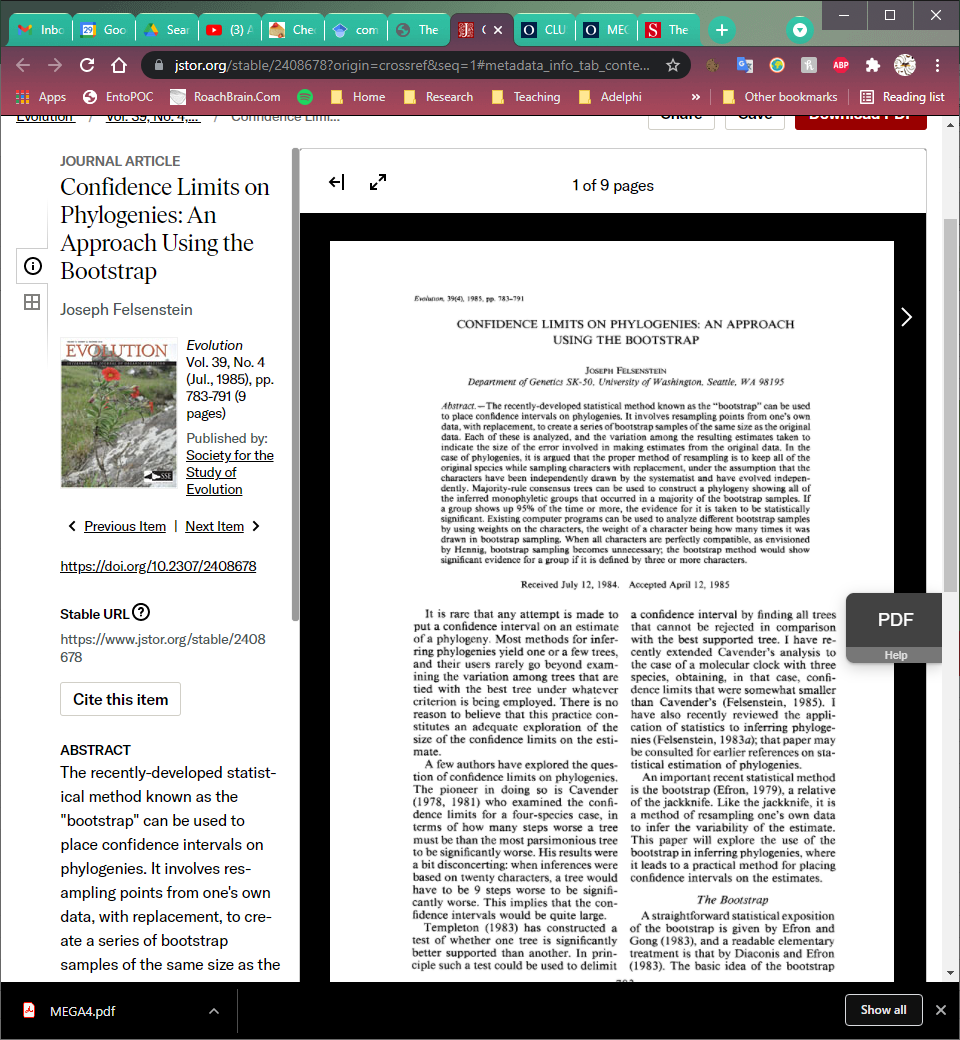 Inbo
Goo
Sear
(3) A
Chec
com
The
C
CLU
MEG
The
jstor.org/stable/2408678?origin=crossref&seq=1#metadata_info_tab_conte...
ABP
Apps
EntoPOC
RoachBrain.Com
Home
Research
Teaching
Adelphi
»
Other bookmarks
Reading list
Evolution / Vol. 39, No. 4,... / Confidence Limi...
Share
Save
Download PDF
JOURNAL ARTICLE
Confidence Limits on
Phylogenies: An
Approach Using the
Bootstrap
Joseph Felsenstein
EVOLUTION
SSE
Evolution
Vol. 39, No. 4
(Jul., 1985), pp.
783-791 (9
pages)
Published by:
Society for the
Study of
Evolution
Previous Item | Next Item
https://doi.org/10.2307/2408678
Stable URL
https://www.jstor.org/stable/2408
678
Cite this item
ABSTRACT
The recently-developed statist-
ical method known as the
"bootstrap" can be used to
place confidence intervals on
phylogenies. It involves res-
ampling points from one's own
data, with replacement, to cre-
ate a series of bootstrap
samples of the same size as the
1 of 9 pages
Evolution, 39(4), 1985, pp. 783–791
CONFIDENCE LIMITS ON PHYLOGENIES: AN APPROACH
USING THE BOOTSTRAP
JOSEPH FELSENSTEIN
Department of Genetics SK-50, University of Washington, Seattle, WA 98195
Abstract.—The recently-developed statistical method known as the "bootstrap" can be used
to place confidence intervals on phylogenies. It involves resampling points from one's own
data, with replacement, to create a series of bootstrap samples of the same size as the original
data. Each of these is analyzed, and the variation among the resulting estimates taken to
indicate the size of the error involved in making estimates from the original data. In the
case of phylogenies, it is argued that the proper method of resampling is to keep all of the
original species while sampling characters with replacement, under the assumption that the
characters have been independently drawn by the systematist and have evolved indepen-
dently. Majority-rule consensus trees can be used to construct a phylogeny showing all of
the inferred monophyletic groups that occurred in a majority of the bootstrap samples. If
a group shows up 95% of the time or more, the evidence for it is taken to be statistically
significant. Existing computer programs can be used to analyze different bootstrap samples
by using weights on the characters, the weight of a character being how many times it was
drawn in bootstrap sampling. When all characters are perfectly compatible, as envisioned
by Hennig, bootstrap sampling becomes unnecessary; the bootstrap method would show
significant evidence for a group if it is defined by three or more characters.
Received July 12, 1984. Accepted April 12, 1985
It is rare that any attempt is made to
put a confidence interval on an estimate
of a phylogeny. Most methods for infer-
ring phylogenies yield one or a few trees,
and their users rarely go beyond exam-
ining the variation among trees that are
tied with the best tree under whatever
criterion is being employed. There is no
reason to believe that this practice con-
stitutes an adequate exploration of the
size of the confidence limits on the esti-
mate.
A few authors have explored the ques-
tion of confidence limits on phylogenies.
The pioneer in doing so is Cavender
(1978, 1981) who examined the confi-
dence limits for a four-species case, in
terms of how many steps worse a tree
must be than the most parsimonious tree
to be significantly worse. His results were
a bit disconcerting: when inferences were
based on twenty characters, a tree would
have to be 9 steps worse to be signifi-
cantly worse. This implies that the con-
fidence intervals would be quite large.
Templeton (1983) has constructed a
test of whether one tree is significantly
better supported than another. In prin-
ciple such a test could be used to delimit
a confidence interval by finding all trees
that cannot be rejected in comparison
with the best supported tree. I have re-
cently extended Cavender's analysis to
the case of a molecular clock with three
species, obtaining, in that case, confi-
dence limits that were somewhat smaller
than Cavender's (Felsenstein, 1985). I
have also recently reviewed the appli-
cation of statistics to inferring phyloge-
nies (Felsenstein, 1983a); that paper may
be consulted for earlier references on sta-
tistical estimation of phylogenies.
An important recent statistical method
is the bootstrap (Efron, 1979), a relative
of the jackknife. Like the jackknife, it is
a method of resampling one's own data
to infer the variability of the estimate.
This paper will explore the use of the
bootstrap in inferring phylogenies, where
it leads to a practical method for placing
confidence intervals on the estimates.
The Bootstrap
A straightforward statistical exposition
of the bootstrap is given by Efron and
Gong (1983), and a readable elementary
treatment is that by Diaconis and Efron
(1983). The basic idea of the bootstrap
PDF
Help
MEGA4.pdf
Show all